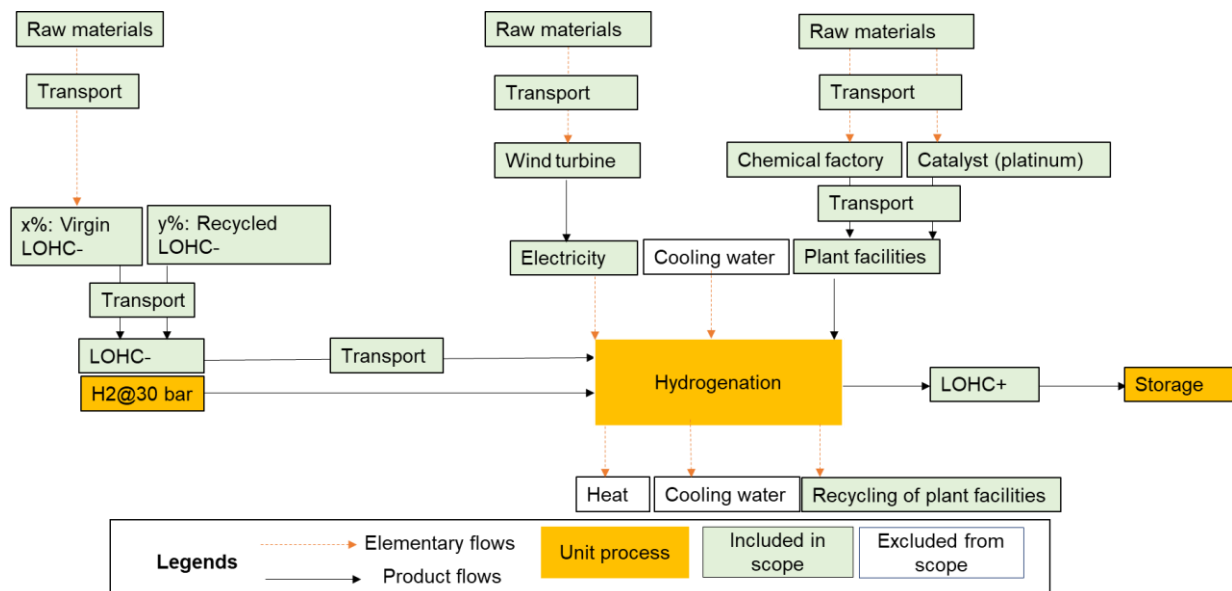 Raw materials
Raw materials
Raw materials
Transport
Transport
Transport
Wind turbine
Chemical factory
Catalyst (platinum)
Transport
x%: Virgin
LOHC-
y%: Recycled
LOHC-
Electricity
Cooling water
Plant facilities
Transport
LOHC-
Transport
H2@30 bar
Hydrogenation
LOHC+
Storage
Heat
Cooling water
Recycling of plant facilities
Legends
Elementary flows
Product flows
Unit process
Included in
scope
Excluded from
scope